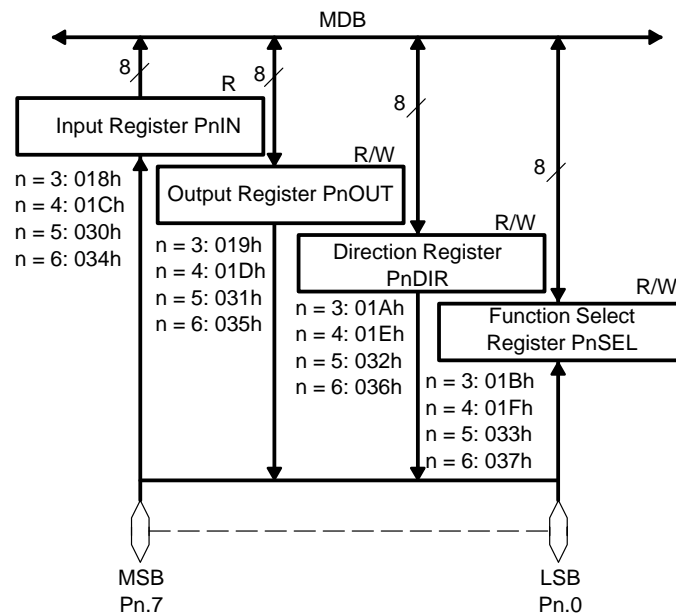 MDB
8
R
8
8
8
Input Register PnIN
n = 3: 018h
n = 4: 01Ch
n = 5: 030h
n = 6: 034h
R/W
Output Register PnOUT
n = 3: 019h
n = 4: 01Dh
n = 5: 031h
n = 6: 035h
R/W
Direction Register
PnDIR
n = 3: 01Ah
n = 4: 01Eh
n = 5: 032h
n = 6: 036h
R/W
Function Select
Register PnSEL
n = 3: 01Bh
n = 4: 01Fh
n = 5: 033h
n = 6: 037h
MSB
Pn.7
LSB
Pn.0